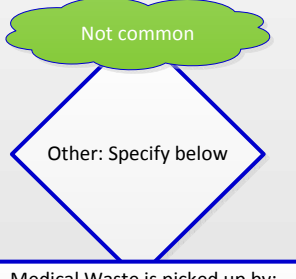 Not common
Other: Specify below
Medical Waste is picked up by: